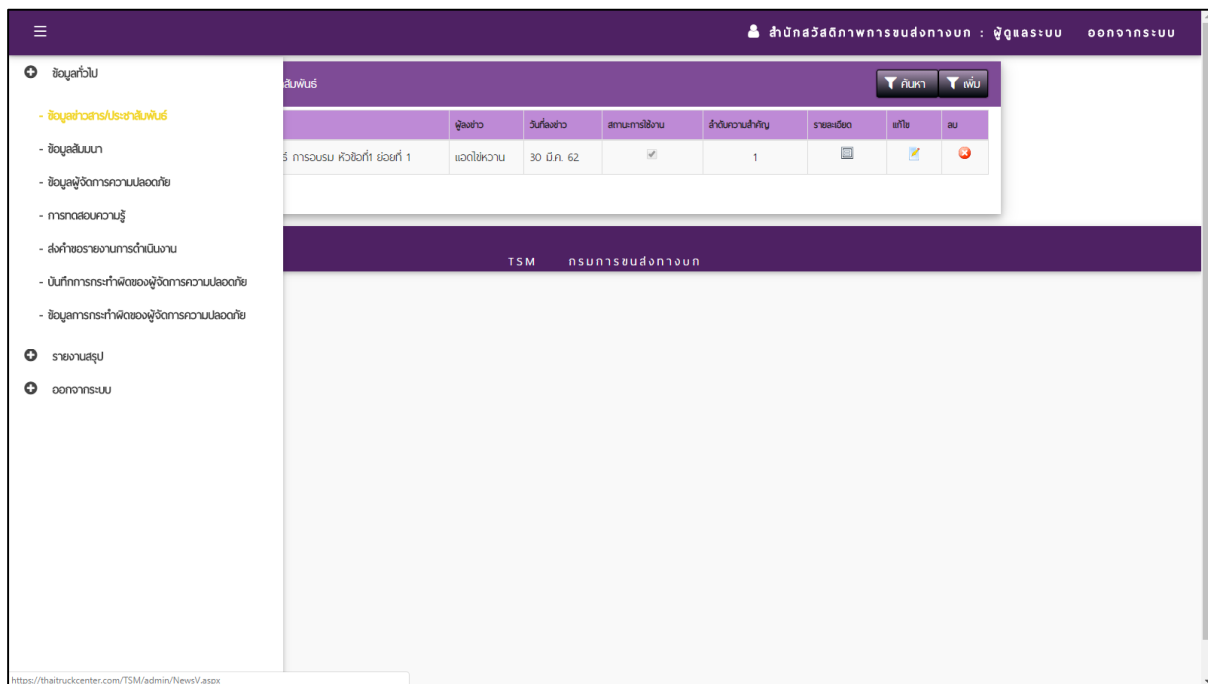 สำนักสวัสดิภาพการขนส่งทางบก : ผู้ดูแลระบบ ออกจากระบบ
ข้อมูลทั่วไป
- ข้อมูลข่าวสาร/ประชาสัมพันธ์
- ข้อมูลสัมมนา
- ข้อมูลผู้จัดการความปลอดภัย
- การทดสอบความรู้
- ส่งคำขอรายงานการดำเนินงาน
- บันทึกการกระทำผิดของผู้จัดการความปลอดภัย
- ข้อมูลการกระทำผิดของผู้จัดการความปลอดภัย
รายงานสรุป
ออกจากระบบ
สัมพันธ์ ค้นหา เพิ่ม
ผู้ลงข่าว วันที่ลงข่าว สถานะการใช้งาน ลำดับความสำคัญ รายละเอียด แก้ไข ลบ
ธ์ การอบรม หัวข้อที่1 ย่อยที่ 1 แอดไข่หวาน 30 มี.ค. 62 1
TSM กรมการขนส่งทางบก
https://thaitruckcenter.com/TSM/admin/NewsV.aspx